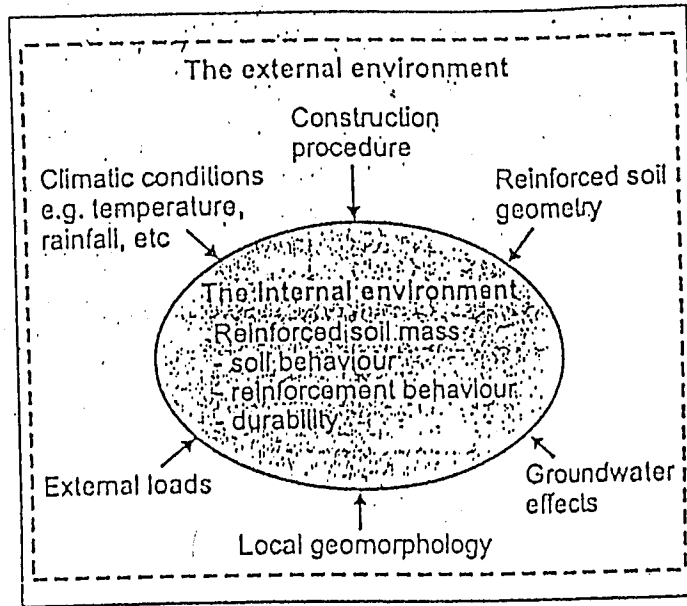 The external environment
Construction
procedure
Climatic conditions
e.g. temperature,
rainfall, etc
Reinforced soil
geometry
The Internal environment
Reinforced soil mass
- soil behaviour
- reinforcement behaviour
- durability
External loads
Groundwater
effects
Local geomorphology